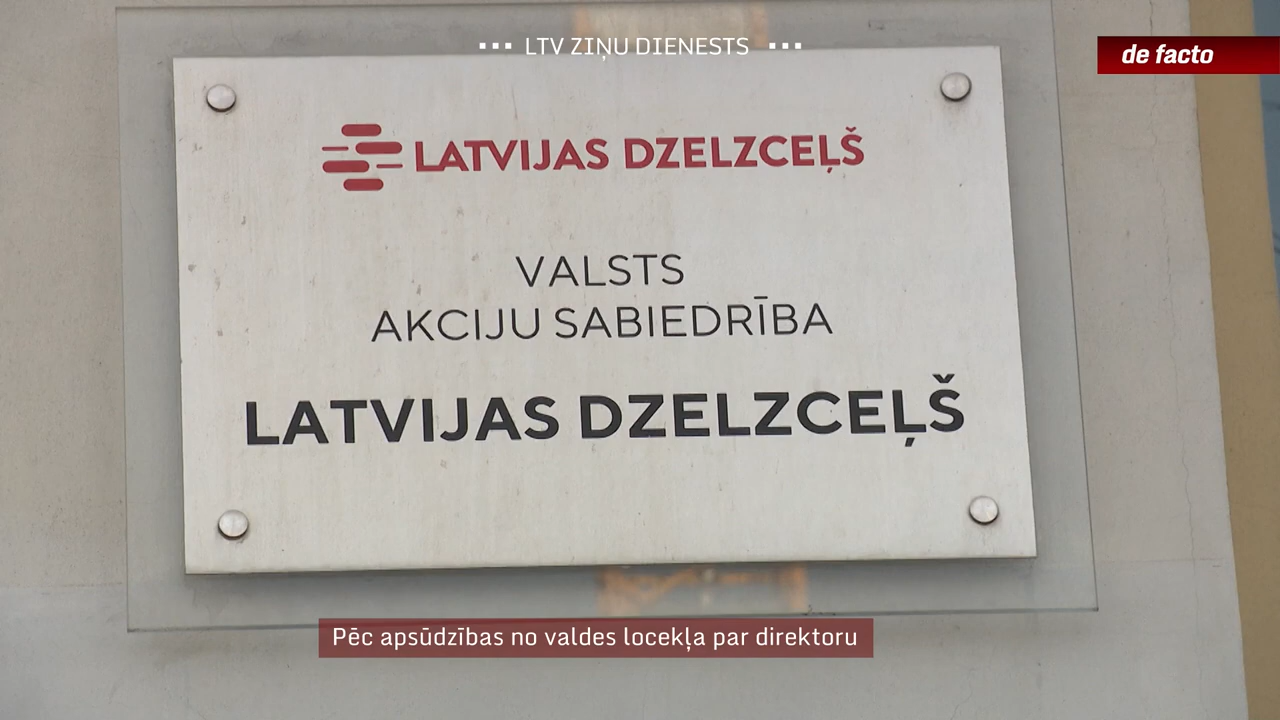 LTV ZIŅU DIENESTS
de facto
LATVIJAS DZELZCEĻŠ
VALSTS
AKCIJU SABIEDRĪBA
LATVIJAS DZELZCEĻŠ
Pēc apsūdzības no valdes locekļa par direktoru